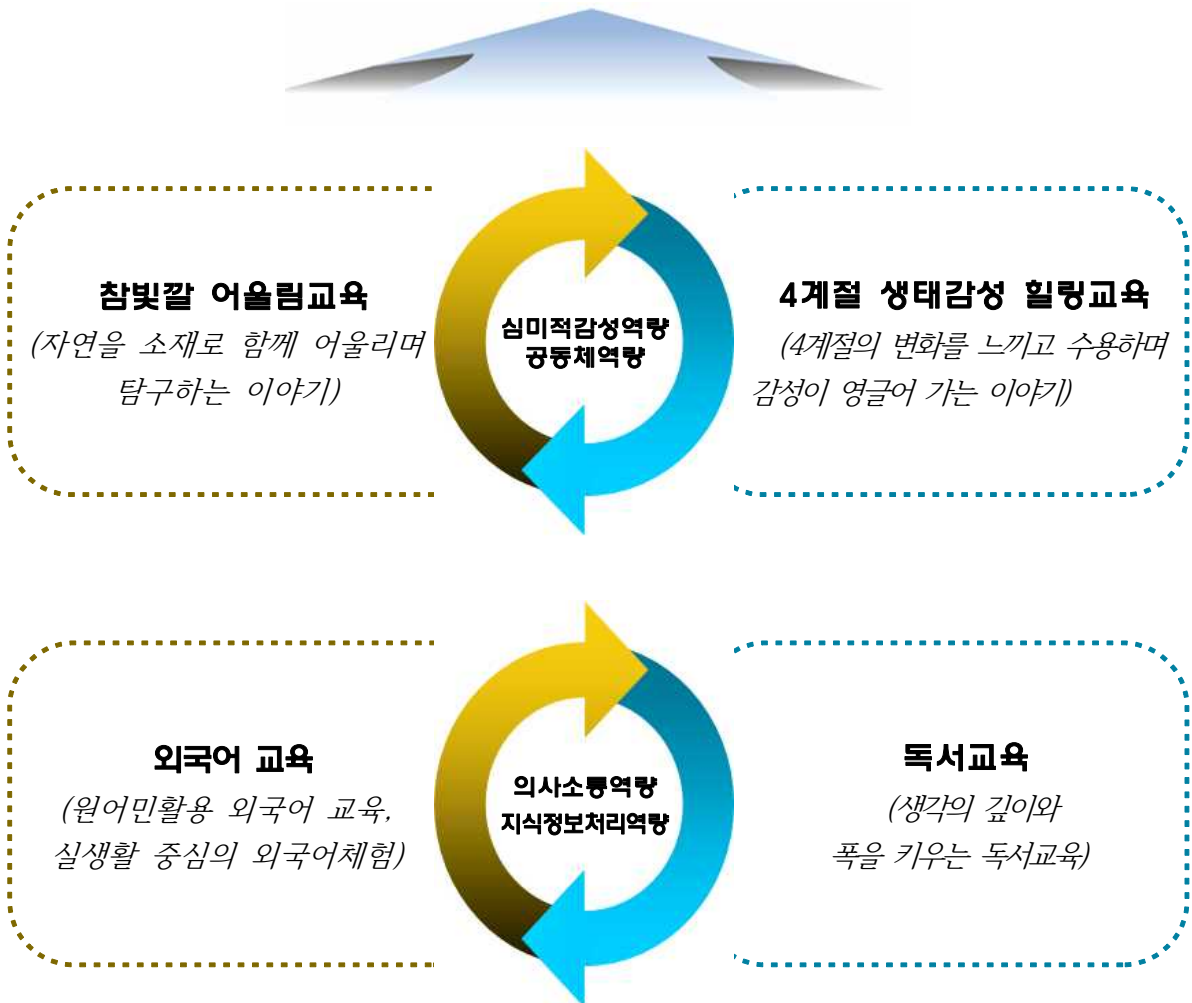 참빛깔 어울림교육
(자연을 소재로 함께 어울리며
탐구하는 이야기)
심미적감성역량
공동체역량
4계절 생태감성 힐링교육
(4계절의 변화를 느끼고 수용하며
감성이 영글어 가는 이야기)
외국어 교육
(원어민활용 외국어 교육,
실생활 중심의 외국어체험)
의사소통역량
지식정보처리역량
독서교육
(생각의 깊이와
폭을 키우는 독서교육)